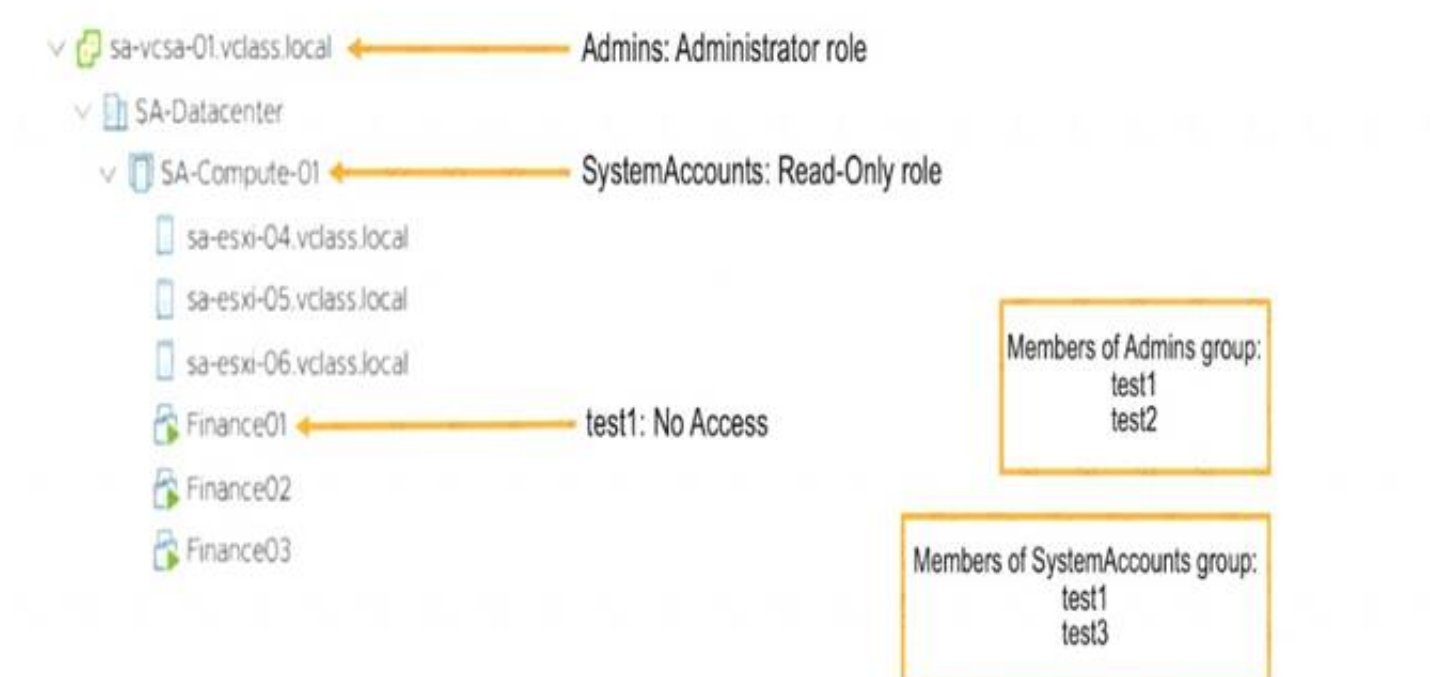 sa-vcsa-01.vclass.local
Admins: Administrator role
SA-Datacenter
SA-Compute-01
SystemAccounts: Read-Only role
sa-esxi-04.vclass.local
sa-esxi-05.vclass.local
sa-esxi-06.vclass.local
Finance01
test1: No Access
Finance02
Finance03
Members of Admins group:
test1
test2
Members of SystemAccounts group:
test1
test3